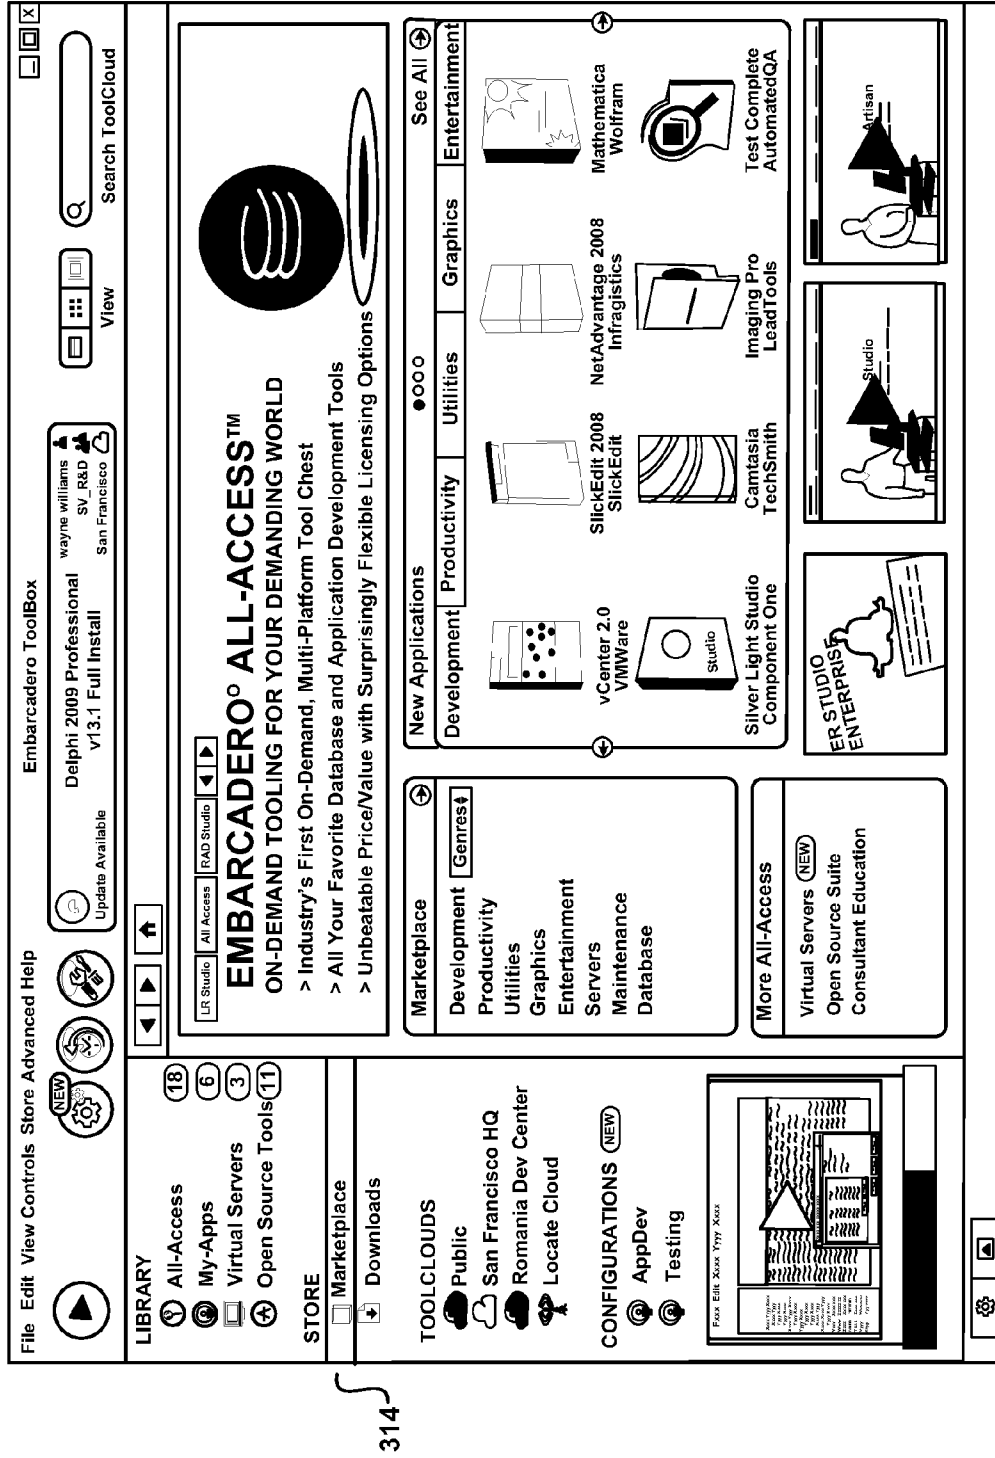 Embarcadero ToolBox
X
File Edit View Controls Store Advanced Help
NEW
Update Available
Delphi 2009 Professional
v13.1 Full Install
wayne williams
SV_R&D
San Francisco
View
Search ToolCloud
LIBRARY
All-Access 18
My-Apps 6
Virtual Servers 3
Open Source Tools 11
STORE
Marketplace
Downloads
314
TOOLCLOUDS
Public
San Francisco HQ
Romania Dev Center
Locate Cloud
CONFIGURATIONS NEW
AppDev
Testing
Fxxx Edit Xxxx Yyyy Xxxx
LR Studio
All Access
RAD Studio
EMBARCADERO° ALL-ACCESS™
ON-DEMAND TOOLING FOR YOUR DEMANDING WORLD
> Industry's First On-Demand, Multi-Platform Tool Chest
> All Your Favorite Database and Application Development Tools
> Unbeatable Price/Value with Surprisingly Flexible Licensing Options
Marketplace
Development Genres
Productivity
Utilities
Graphics
Entertainment
Servers
Maintenance
Database
New Applications
See All
Development Productivity Utilities Graphics Entertainment
vCenter 2.0
VMWare
SlickEdit 2008
SlickEdit
NetAdvantage 2008
Infragistics
Mathematica
Wolfram
Studio
Silver Light Studio
Component One
Camtasia
TechSmith
Imaging Pro
LeadTools
Test Complete
AutomatedQA
More All-Access
Virtual Servers NEW
Open Source Suite
Consultant Education
ER STUDIO
ENTERPRISE
Studio
Artisan